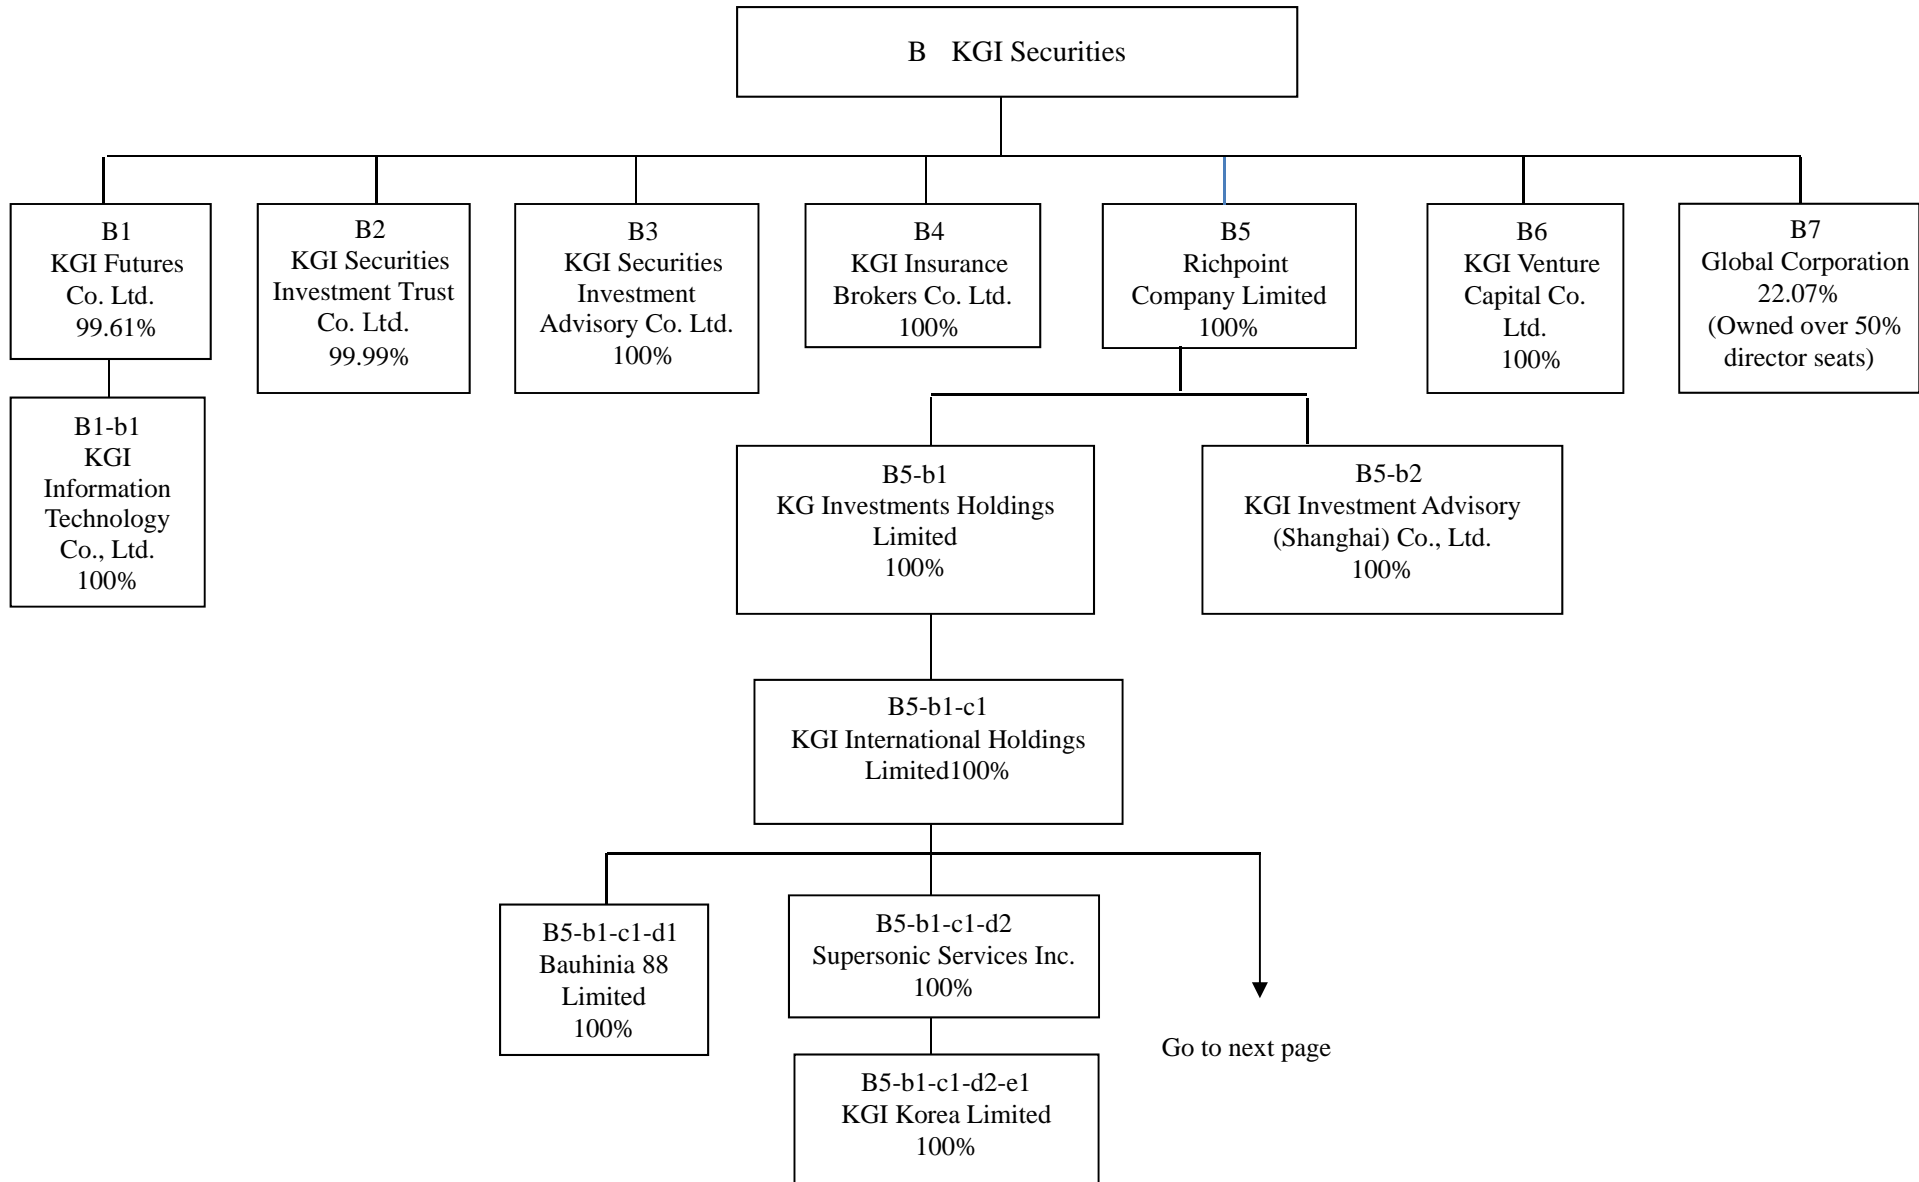 B KGI Securities
B1
KGI Futures
Co. Ltd.
99.61%
B2
KGI Securities
Investment Trust
Co. Ltd.
99.99%
B3
KGI Securities
Investment
Advisory Co. Ltd.
100%
B4
KGI Insurance
Brokers Co. Ltd.
100%
B5
Richpoint
Company Limited
100%
B6
KGI Venture
Capital Co.
Ltd.
100%
B7
Global Corporation
22.07%
(Owned over 50%
director seats)
B1-b1
KGI
Information
Technology
Co., Ltd.
100%
B5-b1
KG Investments Holdings
Limited
100%
B5-b2
KGI Investment Advisory
(Shanghai) Co., Ltd.
100%
B5-b1-c1
KGI International Holdings
Limited100%
B5-b1-c1-d1
Bauhinia 88
Limited
100%
B5-b1-c1-d2
Supersonic Services Inc.
100%
Go to next page
B5-b1-c1-d2-e1
KGI Korea Limited
100%